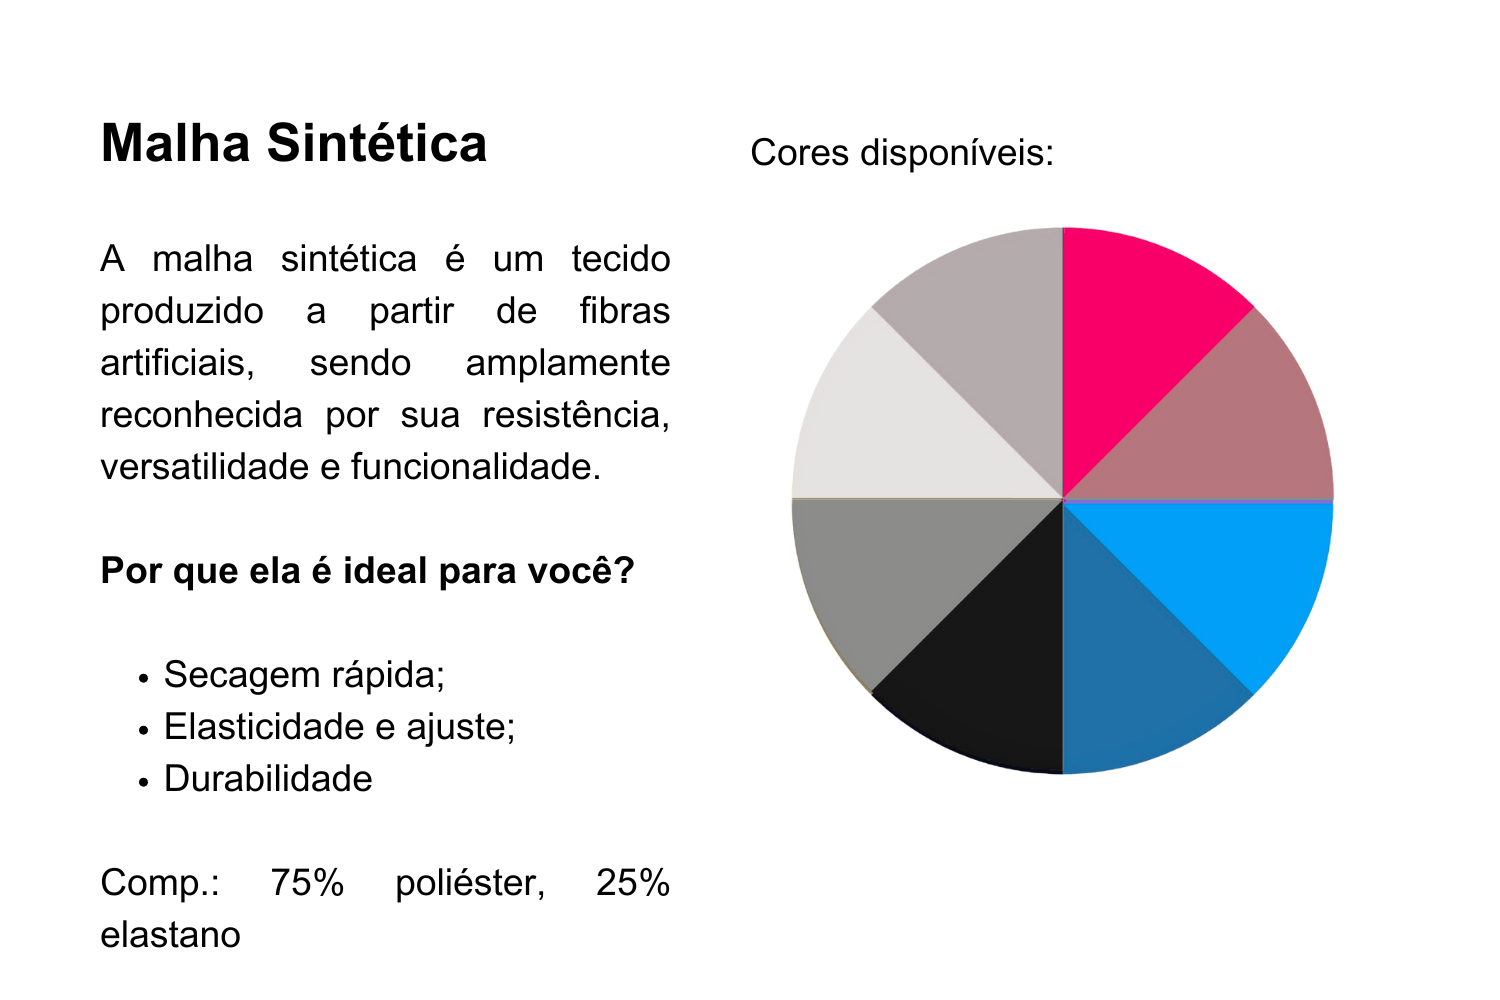 Malha Sintética
A malha sintética é um tecido
produzido a partir de fibras
artificiais, sendo amplamente
reconhecida por sua resistência,
versatilidade e funcionalidade.
Por que ela é ideal para você?
• Secagem rápida;
• Elasticidade e ajuste;
• Durabilidade
Comp.: 75% poliéster, 25%
elastano
Cores disponíveis: